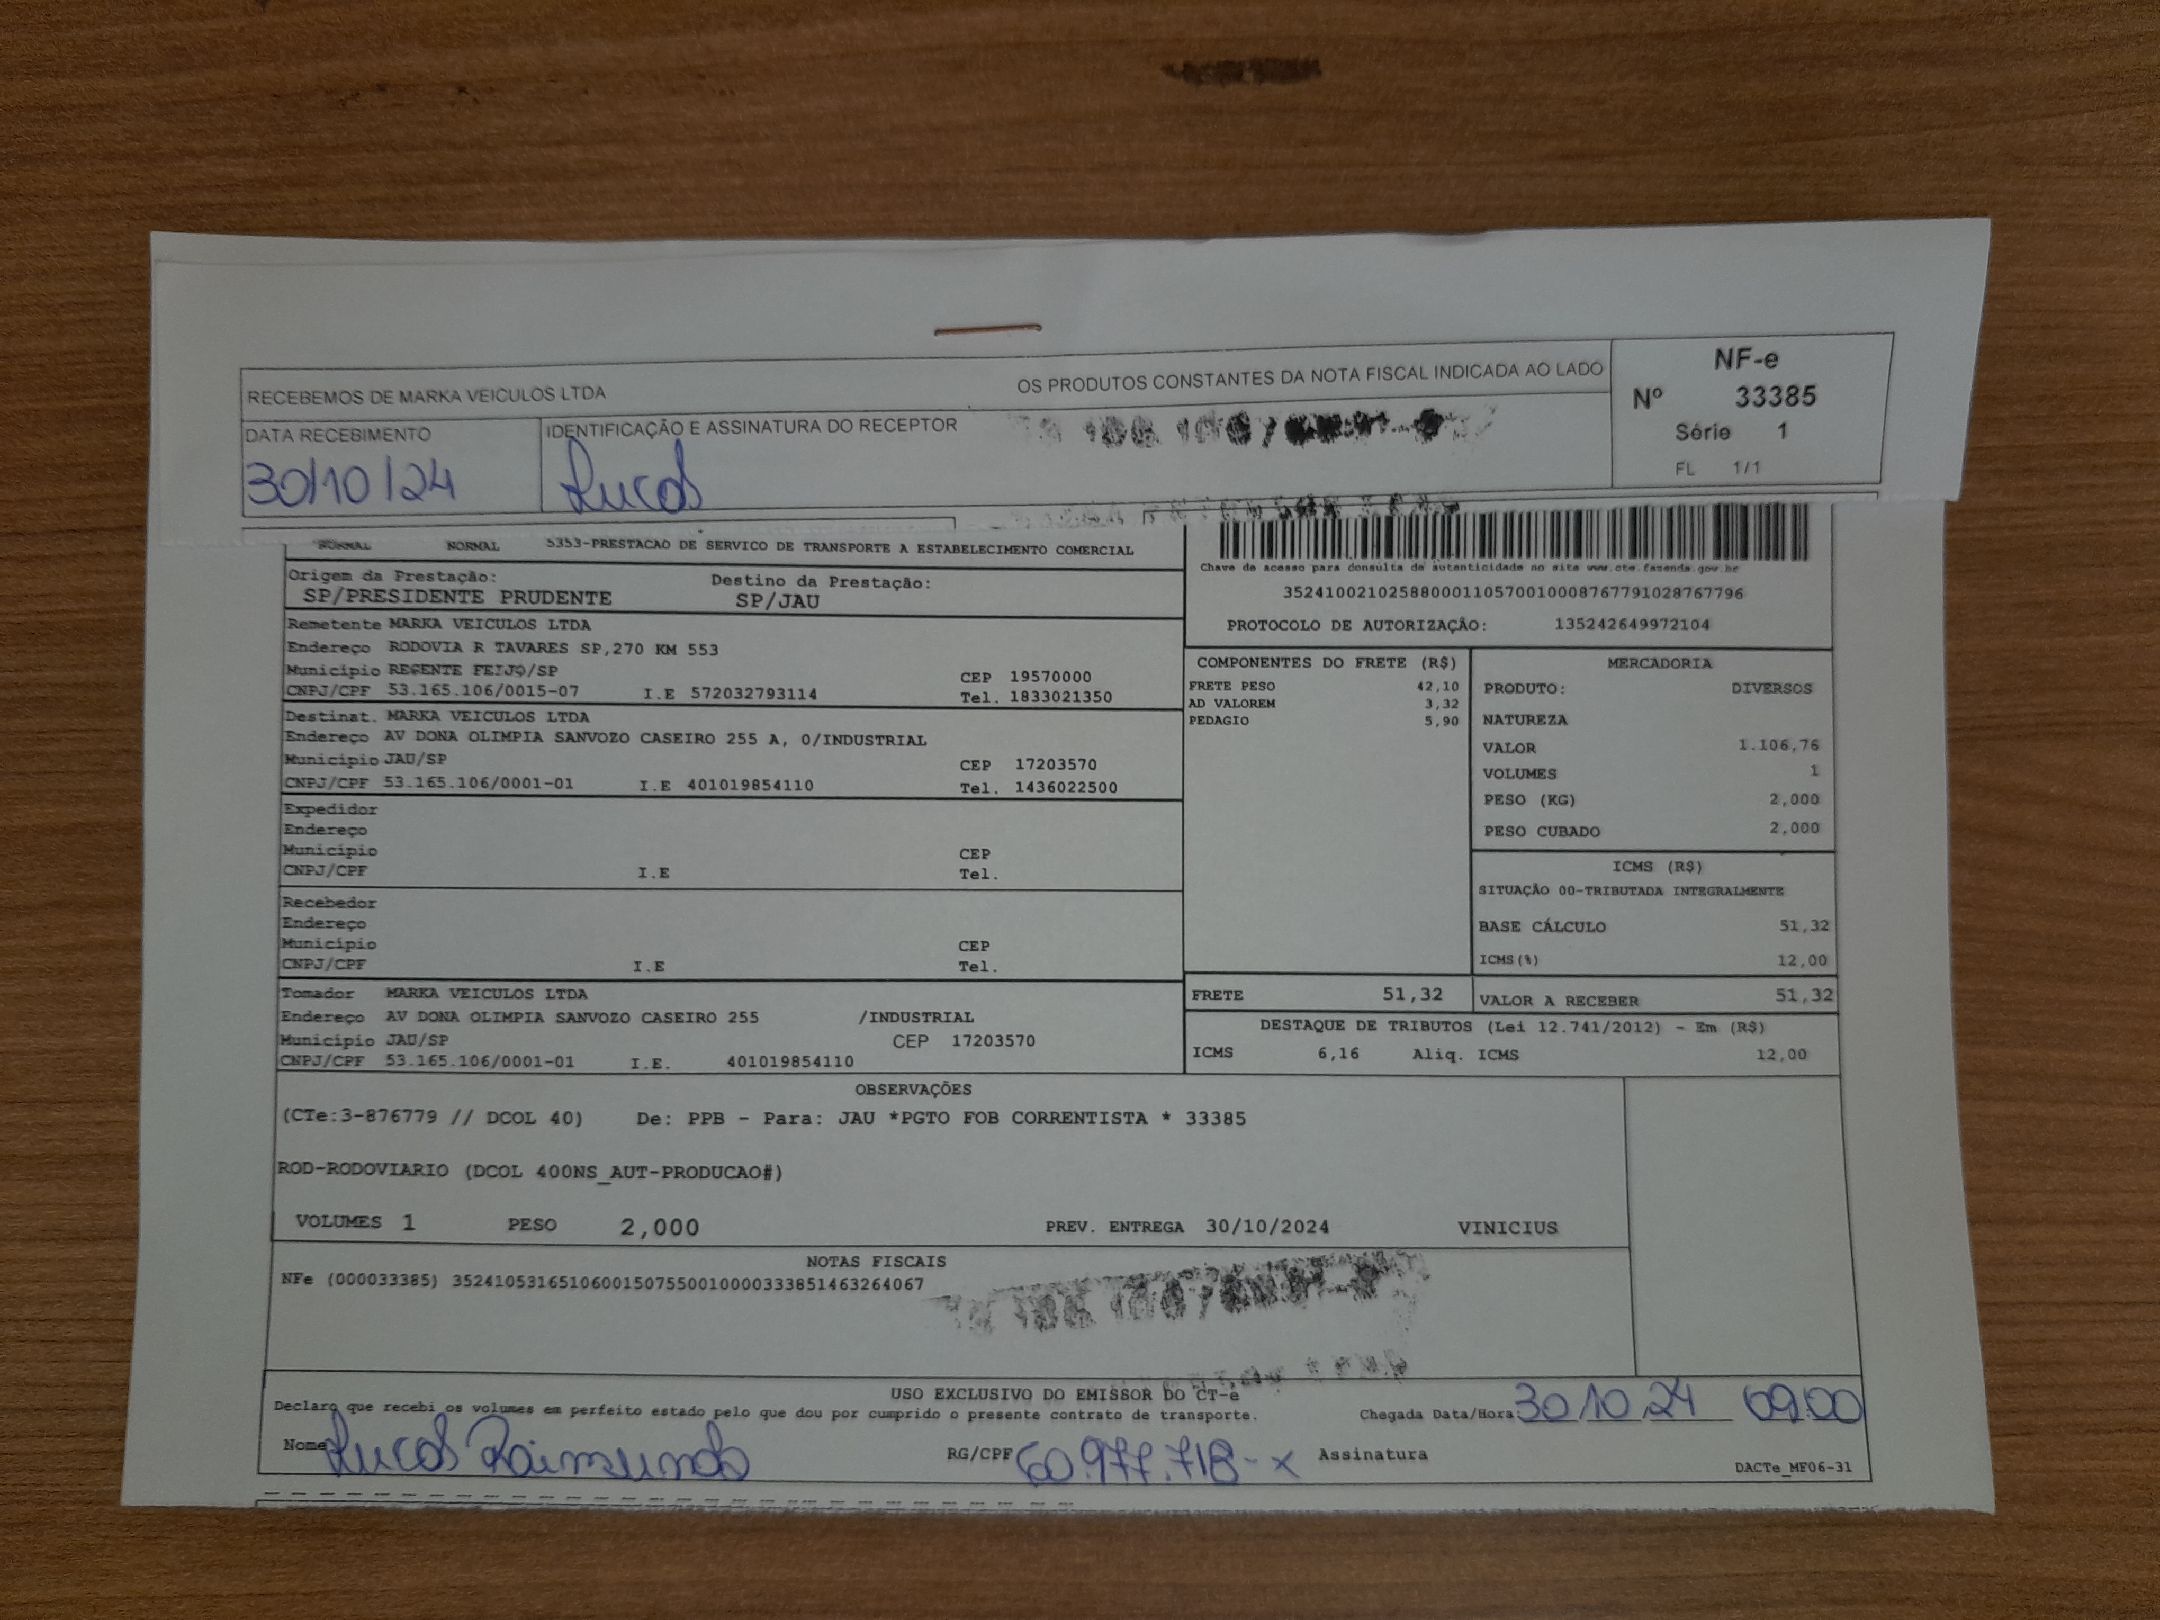 RECEBEMOS DE MARKA VEICULOS LTDA OS PRODUTOS CONSTANTES DA NOTA FISCAL INDICADA AO LADO
NF-e
Nº 33385
Série 1
FL 1/1
DATA RECEBIMENTO IDENTIFICAÇÃO E ASSINATURA DO RECEPTOR
30/10/24 Lucas
NORMAL NORMAL 5353-PRESTACAO DE SERVICO DE TRANSPORTE A ESTABELECIMENTO COMERCIAL
Origem da Prestação: Destino da Prestação:
SP/PRESIDENTE PRUDENTE SP/JAU
Chave de acesso para consulta de autenticidade no site www.cte.fazenda.gov.br
35241002102588000110570010008767791028767796
PROTOCOLO DE AUTORIZAÇÃO: 135242649972104
Remetente MARKA VEICULOS LTDA
Endereço RODOVIA R TAVARES SP,270 KM 553
Município REGENTE FEIJO/SP CEP 19570000
CNPJ/CPF 53.165.106/0015-07 I.E 572032793114 Tel. 1833021350
Destinat. MARKA VEICULOS LTDA
Endereço AV DONA OLIMPIA SANVOZO CASEIRO 255 A, 0/INDUSTRIAL
Município JAU/SP CEP 17203570
CNPJ/CPF 53.165.106/0001-01 I.E 401019854110 Tel. 1436022500
Expedidor
Endereço
Município CEP
CNPJ/CPF I.E Tel.
Recebedor
Endereço
Município CEP
CNPJ/CPF I.E Tel.
Tomador MARKA VEICULOS LTDA
Endereço AV DONA OLIMPIA SANVOZO CASEIRO 255 /INDUSTRIAL
Município JAU/SP CEP 17203570
CNPJ/CPF 53.165.106/0001-01 I.E. 401019854110
COMPONENTES DO FRETE (R$)
FRETE PESO 42,10
AD VALOREM 3,32
PEDAGIO 5,90
MERCADORIA
PRODUTO: DIVERSOS
NATUREZA
VALOR 1.106,76
VOLUMES 1
PESO (KG) 2,000
PESO CUBADO 2,000
ICMS (R$)
SITUAÇÃO 00-TRIBUTADA INTEGRALMENTE
BASE CÁLCULO 51,32
ICMS(%) 12,00
FRETE 51,32 VALOR A RECEBER 51,32
DESTAQUE DE TRIBUTOS (Lei 12.741/2012) - Em (R$)
ICMS 6,16 Aliq. ICMS 12,00
OBSERVAÇÕES
(CTe:3-876779 // DCOL 40) De: PPB - Para: JAU *PGTO FOB CORRENTISTA * 33385
ROD-RODOVIARIO (DCOL 400NS_AUT-PRODUCAO#)
VOLUMES 1 PESO 2,000 PREV. ENTREGA 30/10/2024 VINICIUS
NOTAS FISCAIS
NFe (000033385) 35241053165106001507550010000333851463264067
USO EXCLUSIVO DO EMISSOR DO CT-e
Declaro que recebi os volumes em perfeito estado pelo que dou por cumprido o presente contrato de transporte. Chegada Data/Hora 30/10/24 09:00
Nome Lucas Raimundo RG/CPF 60.977.718-x Assinatura
DACTe_MF06-31